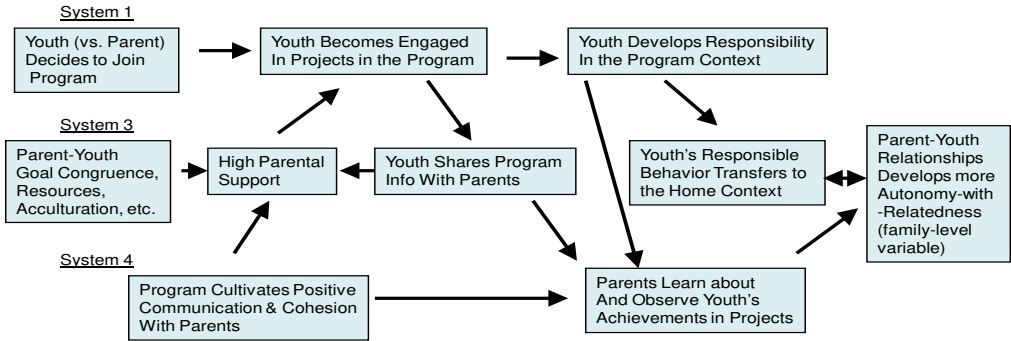 System 1
Youth (vs. Parent)
Decides to Join
Program
Youth Becomes Engaged
In Projects in the Program
Youth Develops Responsibility
In the Program Context
System 3
Parent-Youth
Goal Congruence,
Resources,
Acculturation, etc.
High Parental
Support
Youth Shares Program
Info With Parents
Youth's Responsible
Behavior Transfers to
the Home Context
Parent-Youth
Relationships
Develops more
Autonomy-with
-Relatedness
(family-level
variable)
System 4
Program Cultivates Positive
Communication & Cohesion
With Parents
Parents Learn about
And Observe Youth's
Achievements in Projects